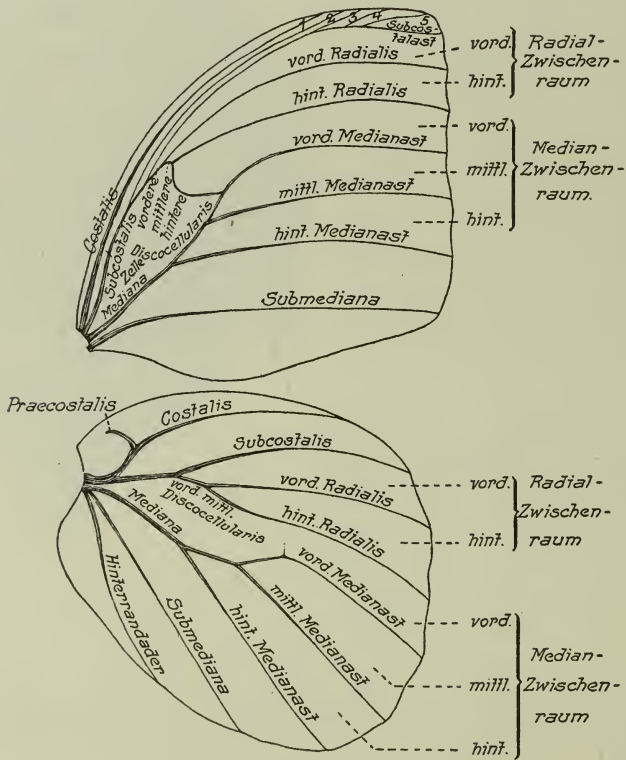 1 2 3 4 5
Subcos-
talast
vord. Radialis
hint. Radialis
vord. Medianast
mittl. Medianast
hint. Medianast
Submediana
Costalis
Subcostalis
vordere
mittlere
hintere
Discocellularis
Zelle
Mediana
vord.
hint.
Radial-
Zwischen-
raum
vord.
mittl.
hint.
Median-
Zwischen-
raum.
Praecostalis
Costalis
Subcostalis
vord. Radialis
hint. Radialis
vord. mittl.
Discocellularis
Mediana
vord Medianast
mittl. Medianast
hint. Medianast
Submediana
Hinterrandader
vord.
hint.
Radial-
Zwischen-
raum
vord.
mittl.
hint.
Median-
Zwischen-
raum